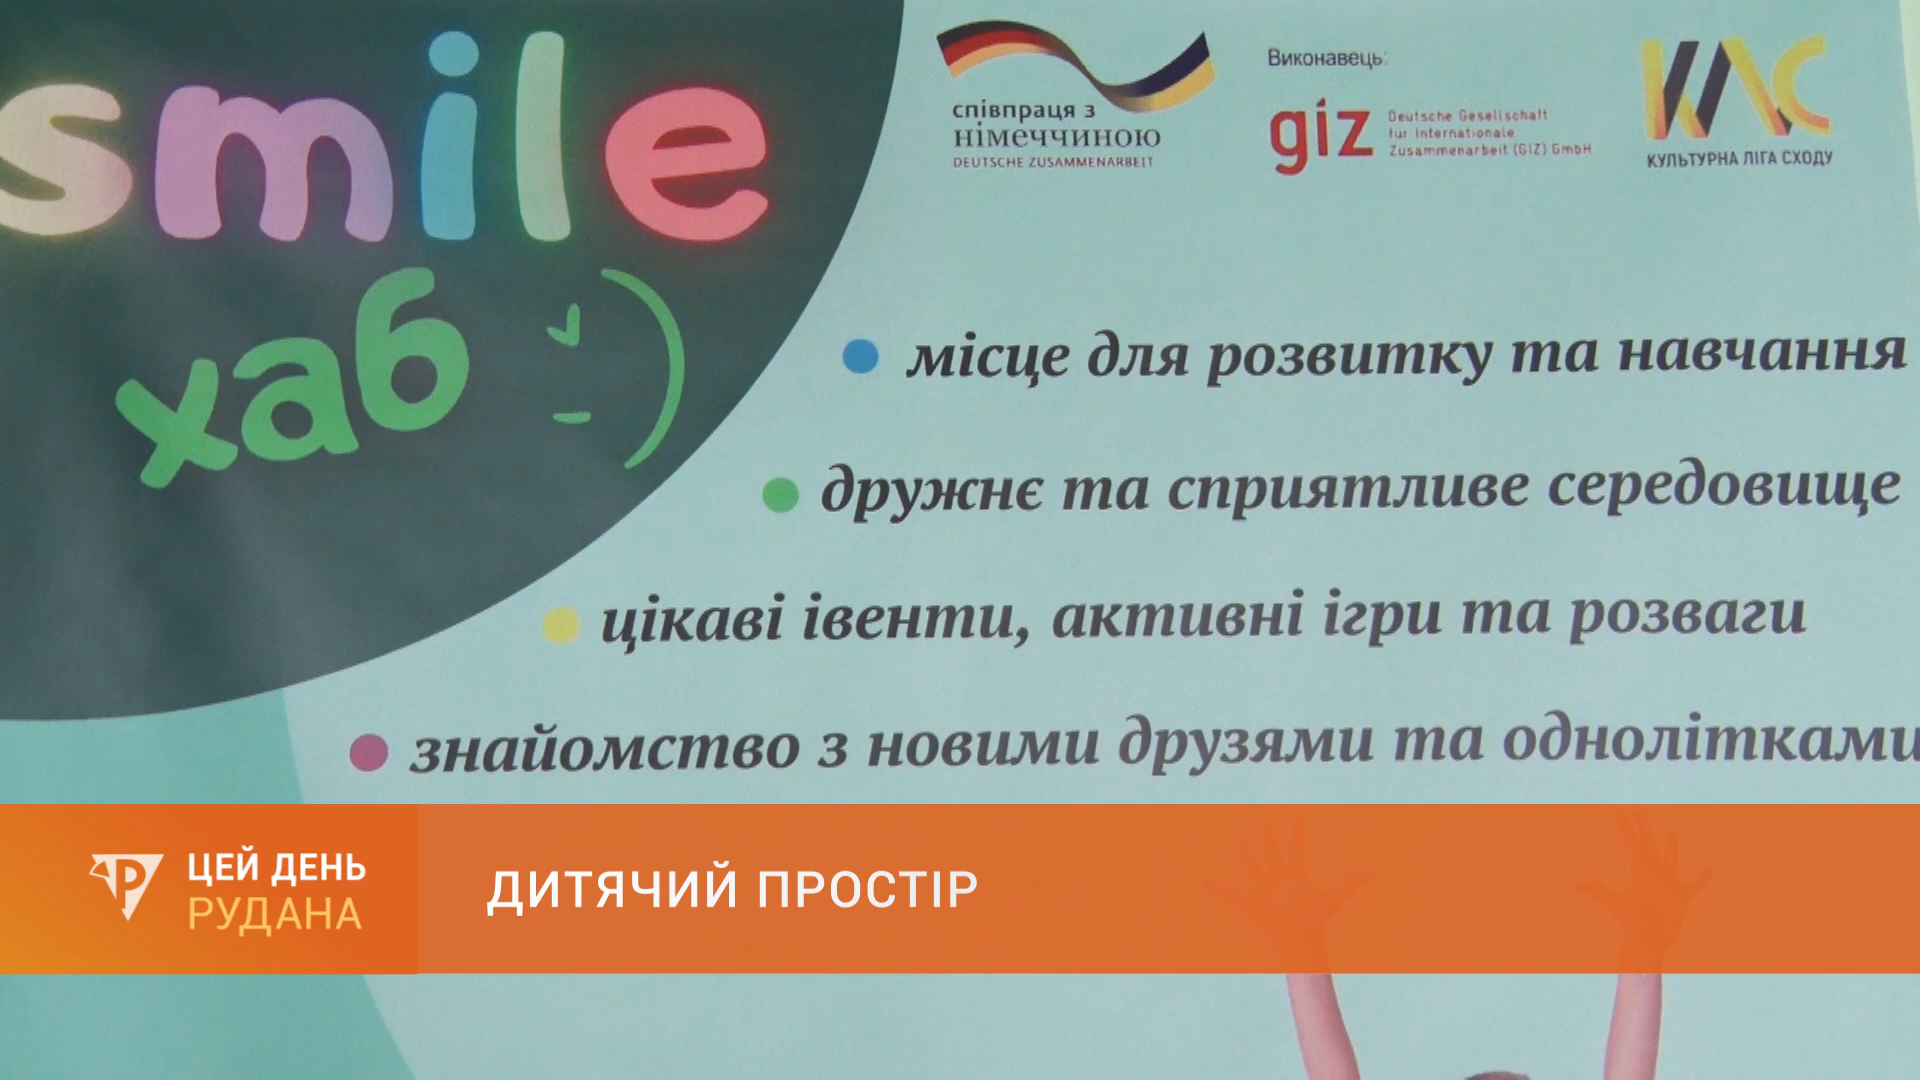 smile
хаб
співпраця з
німеччиною
DEUTSCHE ZUSAMMENARBEIT
Виконавець:
giz
Deutsche Gesellschaft
für Internationale
Zusammenarbeit (GIZ) GmbH
КЛС
КУЛЬТУРНА ЛІГА СХОДУ
місце для розвитку та навчання
дружнє та сприятливе середовище
цікаві івенти, активні ігри та розваги
знайомство з новими друзями та однолітками
ЦЕЙ ДЕНЬ
РУДАНА
ДИТЯЧИЙ ПРОСТІР